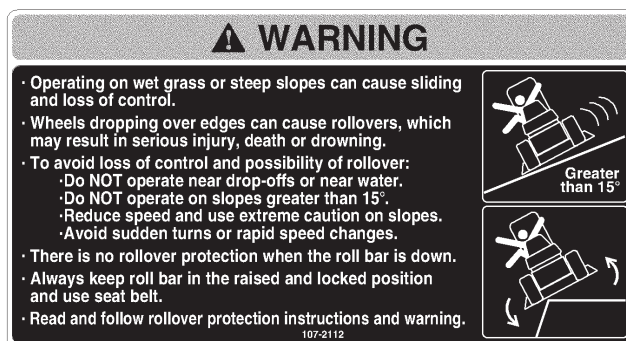 WARNING
· Operating on wet grass or steep slopes can cause sliding
and loss of control.
· Wheels dropping over edges can cause rollovers, which
may result in serious injury, death or drowning.
· To avoid loss of control and possibility of rollover:
·Do NOT operate near drop-offs or near water.
·Do NOT operate on slopes greater than 15°.
·Reduce speed and use extreme caution on slopes.
·Avoid sudden turns or rapid speed changes.
· There is no rollover protection when the roll bar is down.
· Always keep roll bar in the raised and locked position
and use seat belt.
· Read and follow rollover protection instructions and warning.
107-2112
Greater
than 15°